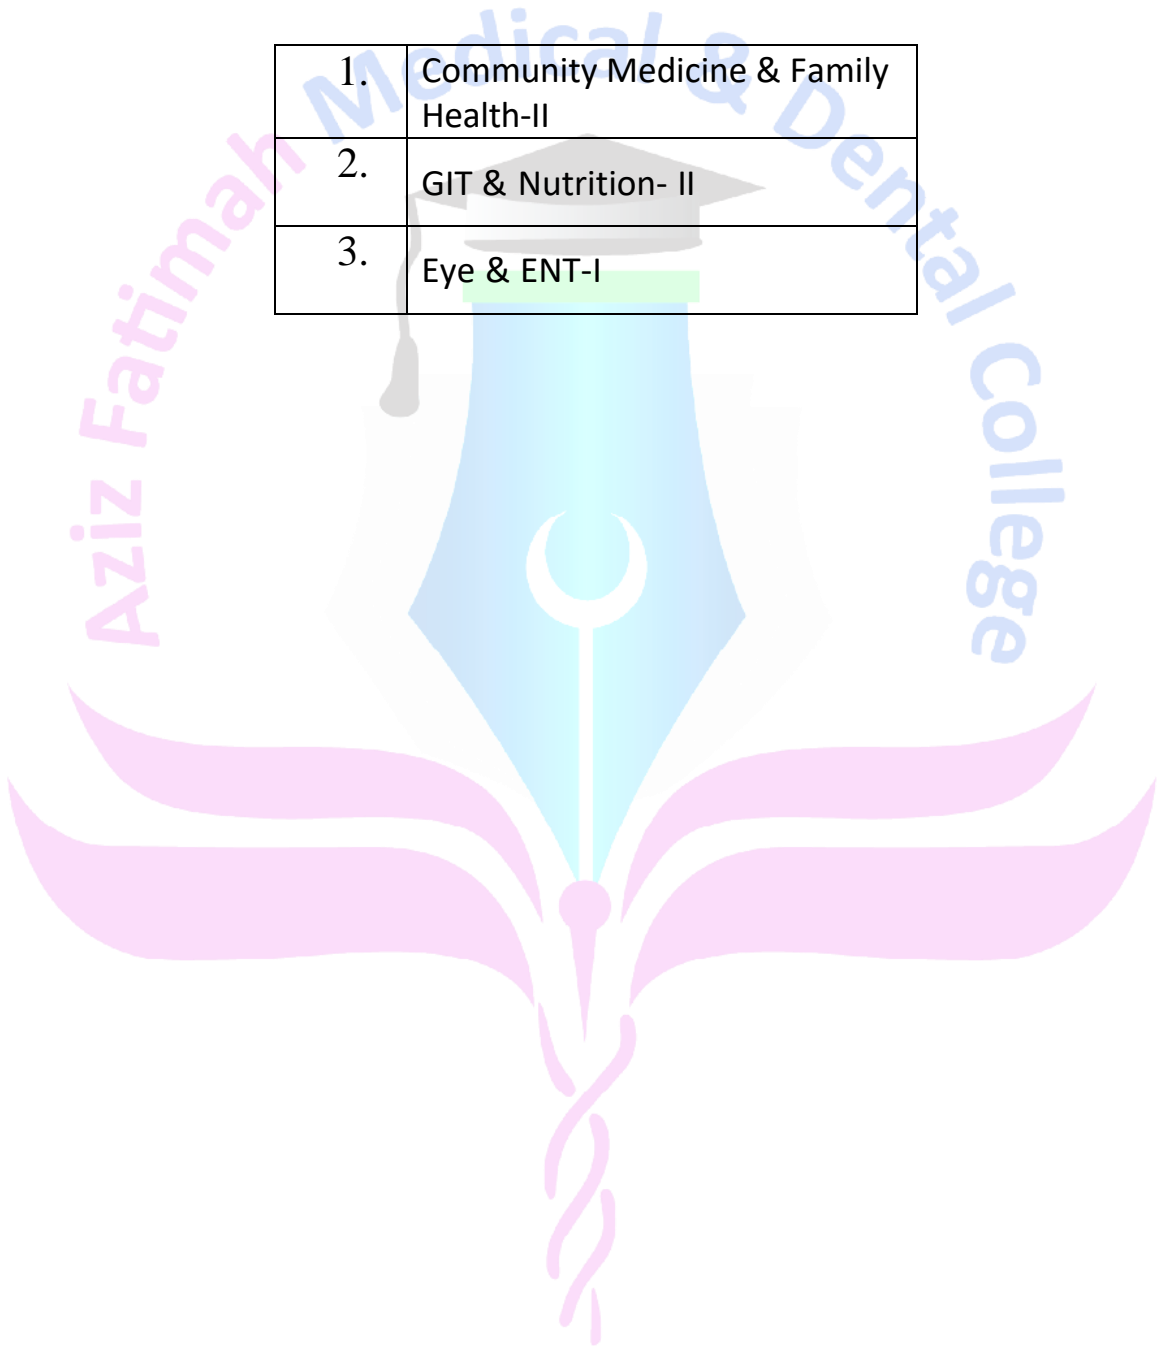 Aziz Fatimah Medical & Dental College
1. Community Medicine & Family
Health-II
2. GIT & Nutrition- II
3. Eye & ENT-I